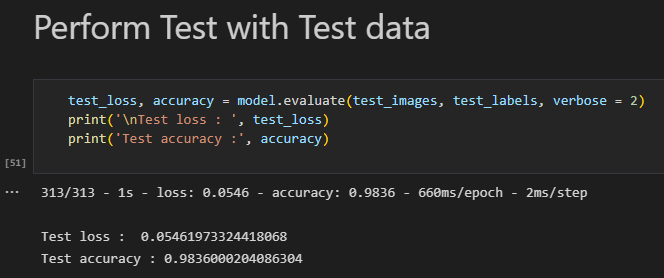 Perform Test with Test data
test_loss, accuracy = model.evaluate(test_images, test_labels, verbose = 2)
print('\nTest loss : ', test_loss)
print('Test accuracy :', accuracy)
[51]
...
313/313 - 1s - loss: 0.0546 - accuracy: 0.9836 - 660ms/epoch - 2ms/step
Test loss :  0.05461973324418068
Test accuracy : 0.9836000204086304